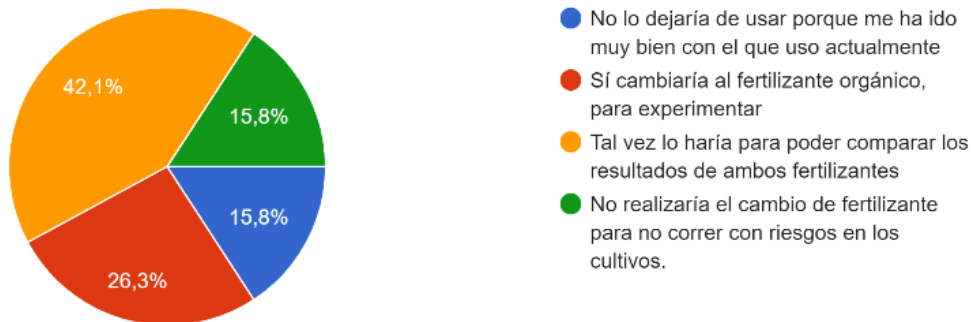 42,1%
15,8%
15,8%
26,3%
No lo dejaría de usar porque me ha ido
muy bien con el que uso actualmente
Sí cambiaría al fertilizante orgánico,
para experimentar
Tal vez lo haría para poder comparar los
resultados de ambos fertilizantes
No realizaría el cambio de fertilizante
para no correr con riesgos en los
cultivos.